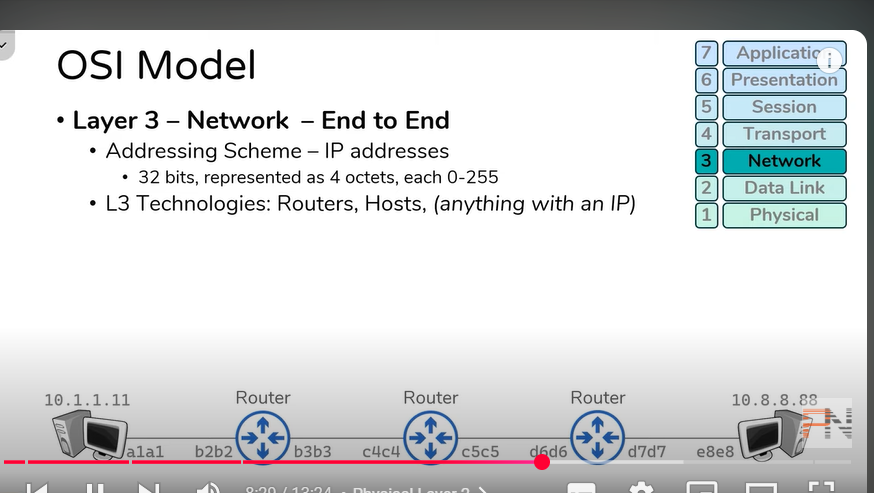 OSI Model
• Layer 3 – Network – End to End
• Addressing Scheme – IP addresses
• 32 bits, represented as 4 octets, each 0-255
• L3 Technologies: Routers, Hosts, (anything with an IP)
7 Applicatio
i
6 Presentation
5 Session
4 Transport
3 Network
2 Data Link
1 Physical
10.1.1.11 Router Router Router 10.8.8.88
a1a1 b2b2 b3b3 c4c4 c5c5 d6d6 d7d7 e8e8
PN
8:29 / 13:24 •